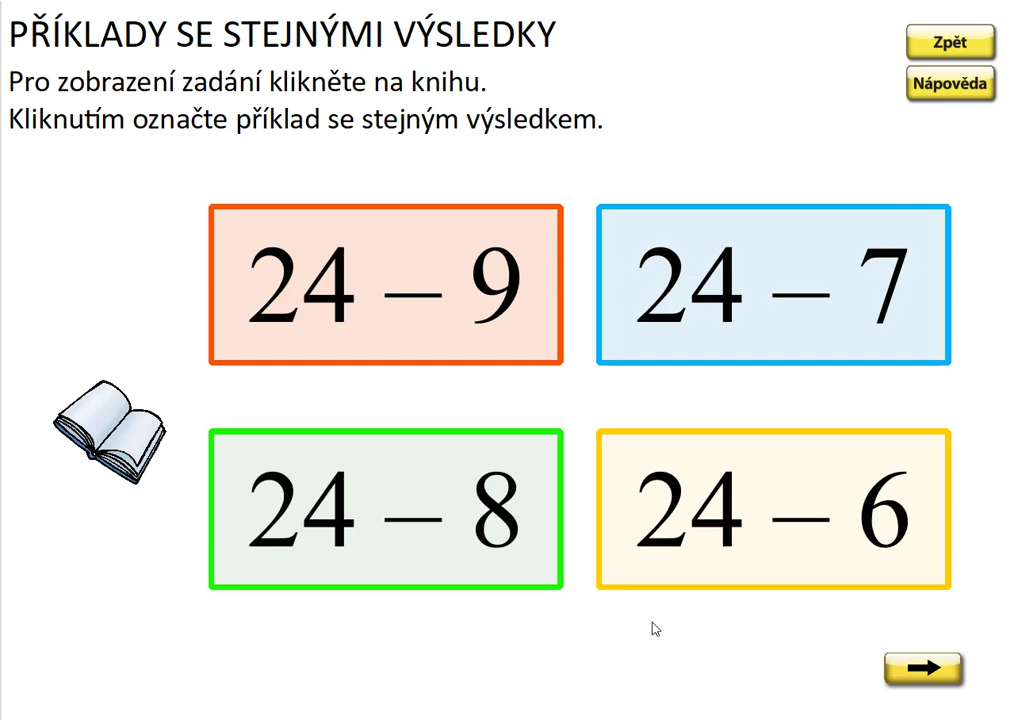 PŘÍKLADY SE STEJNÝMI VÝSLEDKY
Zpět
Pro zobrazení zadání klikněte na knihu.
Nápověda
Kliknutím označte příklad se stejným výsledkem.
24 – 9
24 – 7
24 – 8
24 – 6